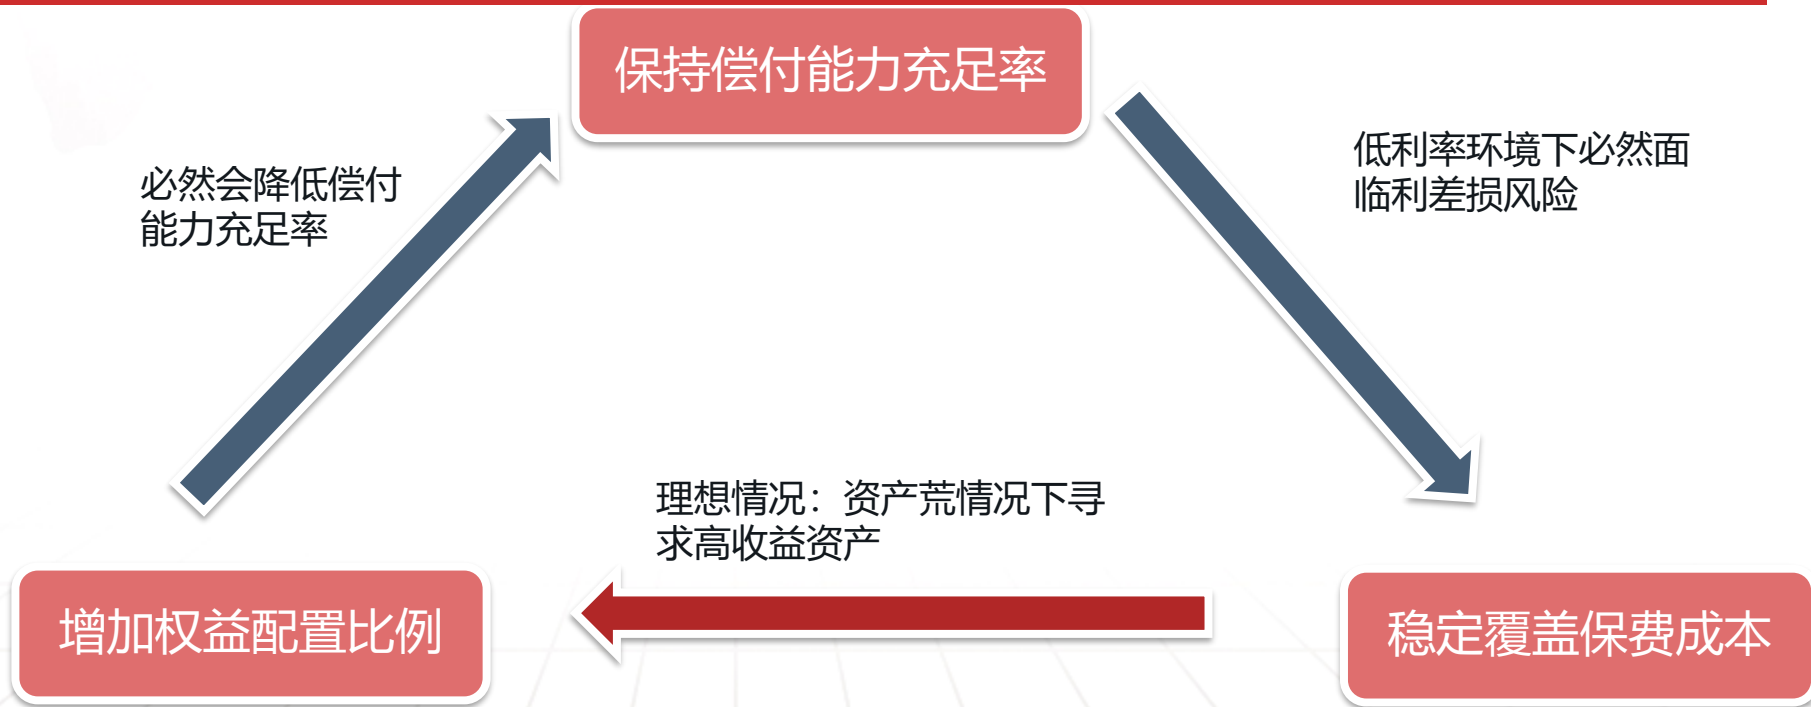 保持偿付能力充足率
低利率环境下必然面
临利差损风险
必然会降低偿付
能力充足率
理想情况：资产荒情况下寻
求高收益资产
增加权益配置比例
稳定覆盖保费成本